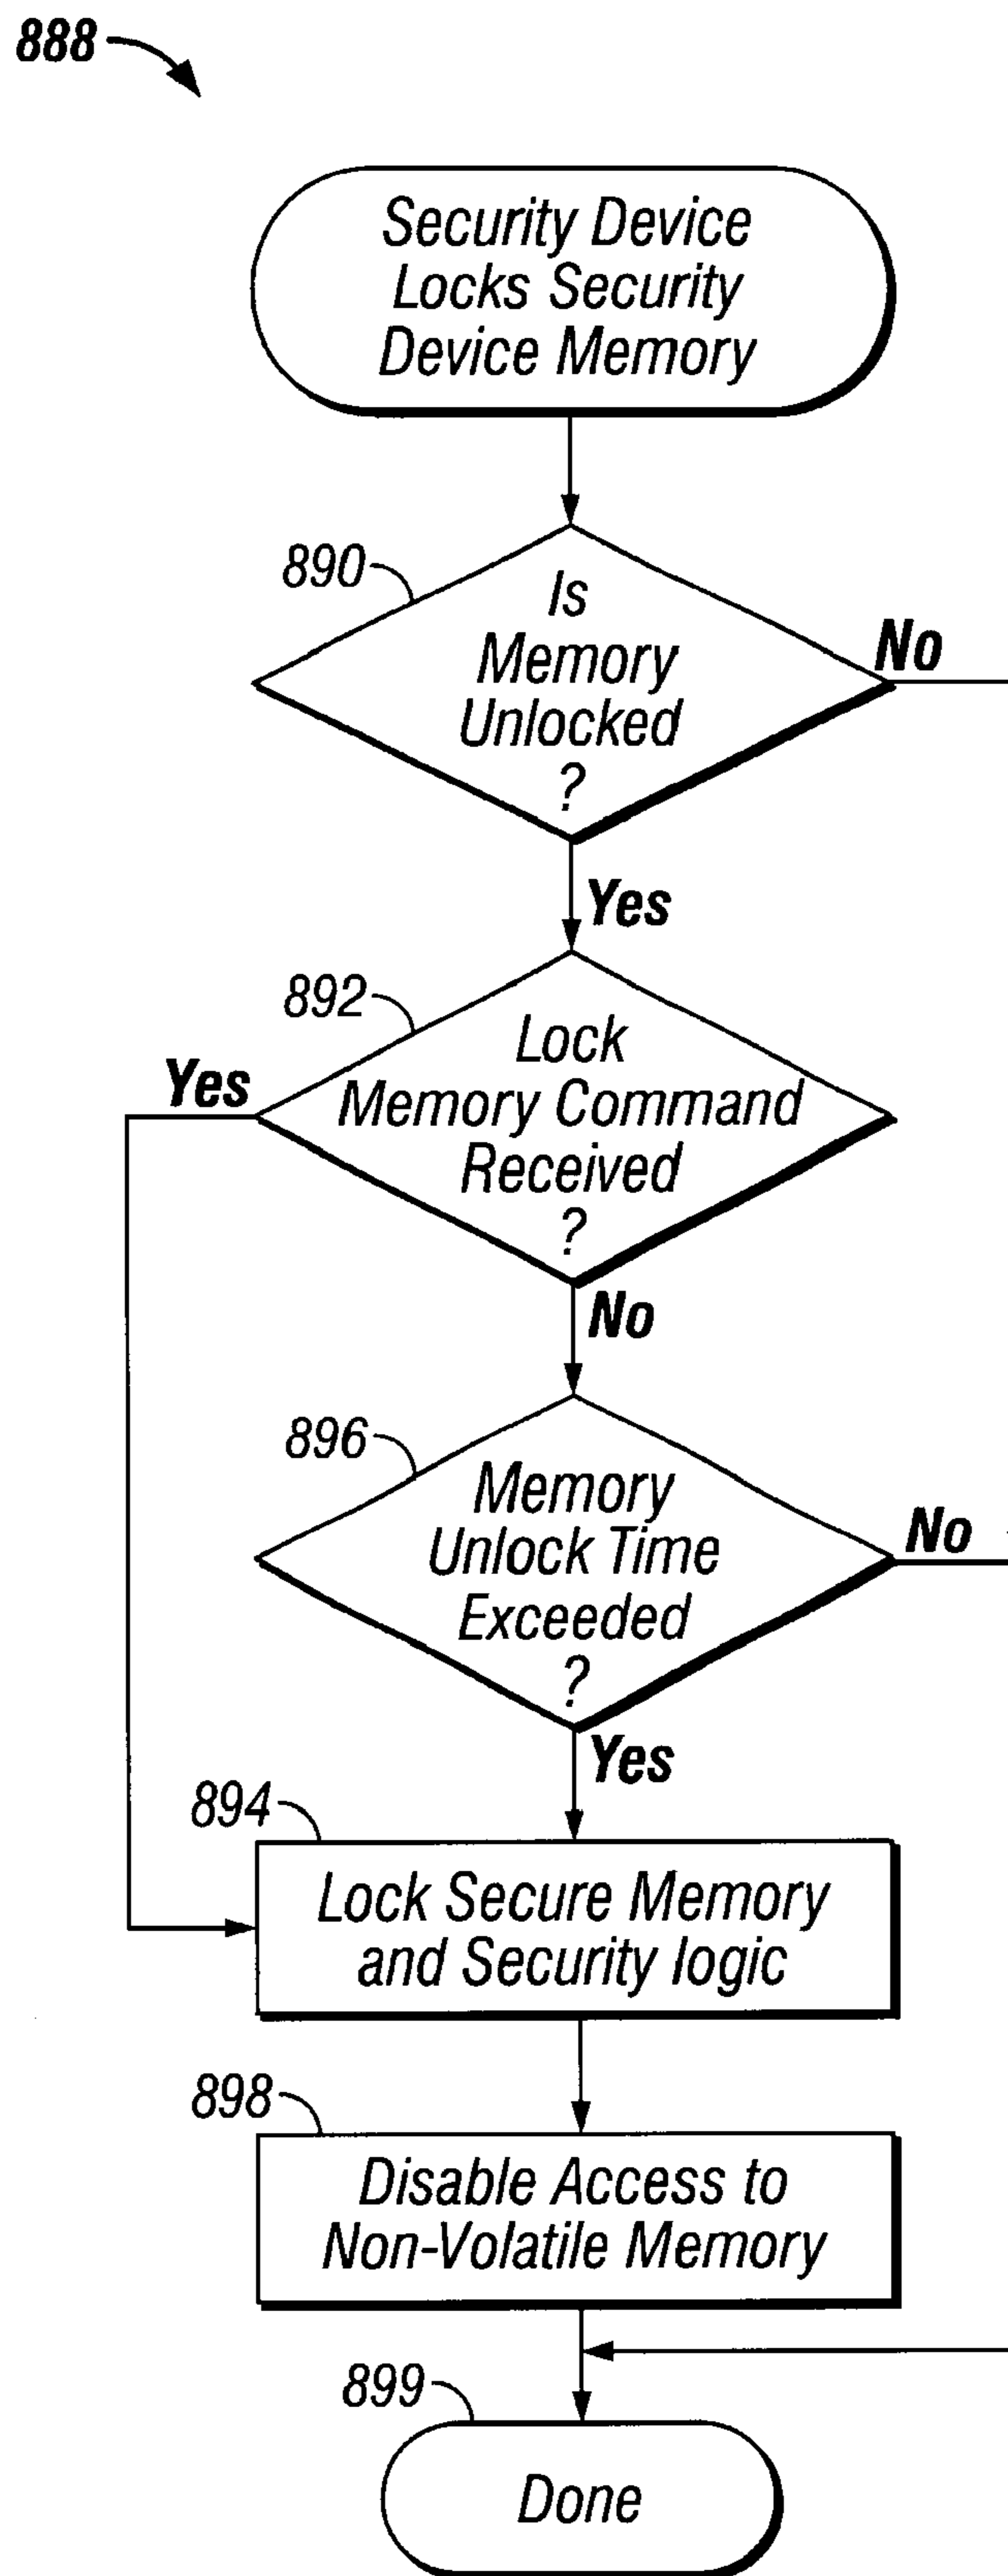 888
Security Device
Locks Security
Device Memory
890
Is
Memory
Unlocked
?
No
Yes
892
Lock
Memory Command
Received
?
Yes
No
896
Memory
Unlock Time
Exceeded
?
No
Yes
894
Lock Secure Memory
and Security logic
898
Disable Access to
Non-Volatile Memory
899
Done